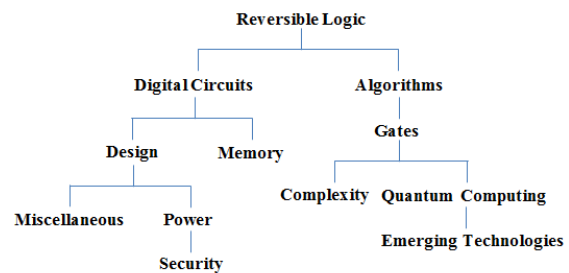 Reversible Logic
Digital Circuits
Algorithms
Gates
Design
Memory
Complexity
Quantum Computing
Miscellaneous
Power
Emerging Technologies
Security